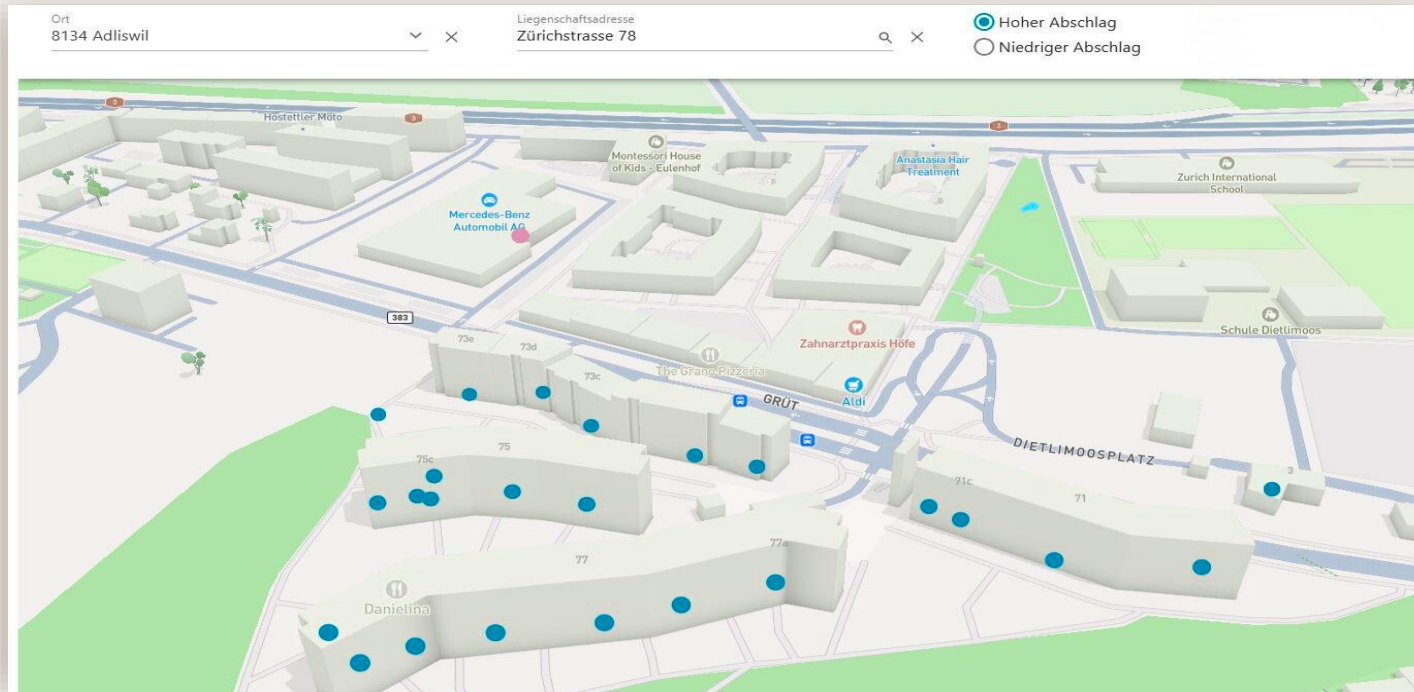 Ort
8134 Adliswil
Liegenschaftsadresse
Zürichstrasse 78
Hoher Abschlag
Niedriger Abschlag
3
Hostettler Moto
3
3
Montessori House
of Kids - Eulenhof
Anastasia Hair
Treatment
Zurich International
School
Mercedes-Benz
Automobil AG
383
Schule Dietlimoos
Zahnarztpraxis Höfe
73e
73d
73c
The Grano Pizzeria
Aldi
GRÜT
DIETLIMOOSPLATZ
75
75c
71c
71
3
77a
77
Danielina